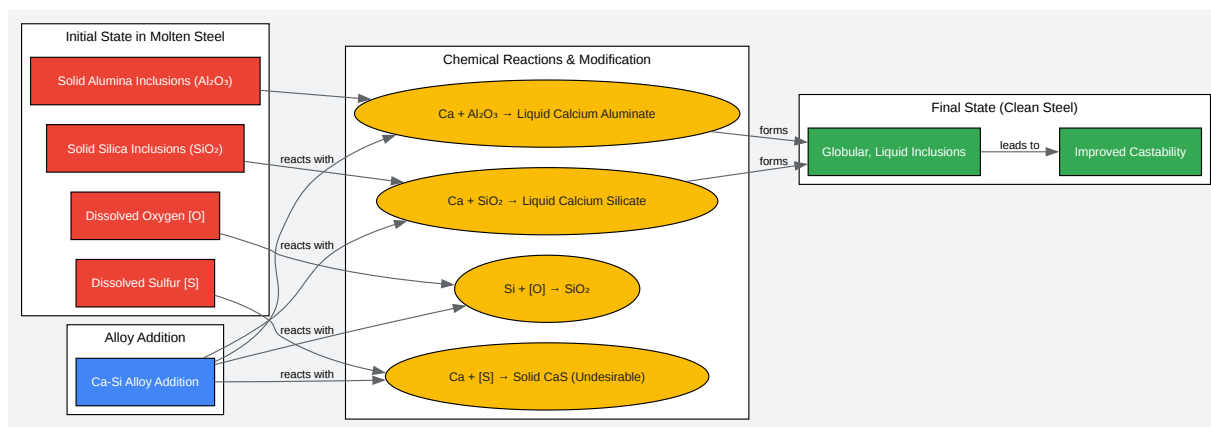 Initial State in Molten Steel
Solid Alumina Inclusions (Al₂O₃)
Solid Silica Inclusions (SiO₂)
Dissolved Oxygen [O]
Dissolved Sulfur [S]
Alloy Addition
Ca-Si Alloy Addition
reacts with
reacts with
reacts with
reacts with
Chemical Reactions & Modification
Ca + Al₂O₃ → Liquid Calcium Aluminate
Ca + SiO₂ → Liquid Calcium Silicate
Si + [O] → SiO₂
Ca + [S] → Solid CaS (Undesirable)
forms
forms
Final State (Clean Steel)
Globular, Liquid Inclusions
leads to
Improved Castability